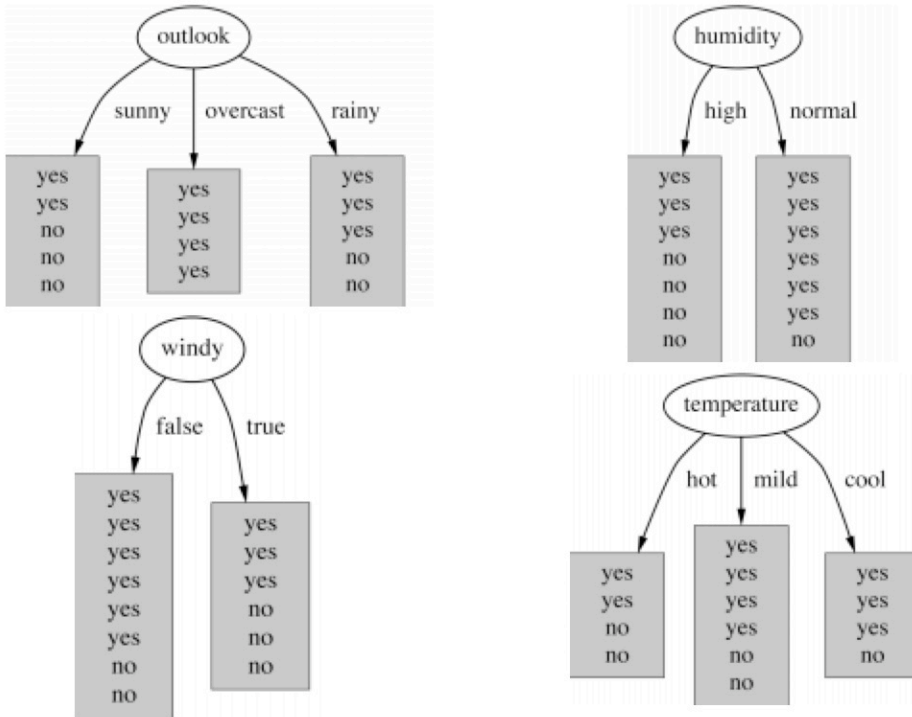 outlook
sunny overcast rainy
yes
yes
no
no
no
yes
yes
yes
yes
yes
yes
yes
no
no
humidity
high normal
yes
yes
yes
no
no
no
no
yes
yes
yes
yes
yes
yes
no
windy
false true
yes
yes
yes
yes
yes
yes
no
no
yes
yes
yes
no
no
no
temperature
hot mild cool
yes
yes
no
no
yes
yes
yes
yes
no
no
yes
yes
yes
no